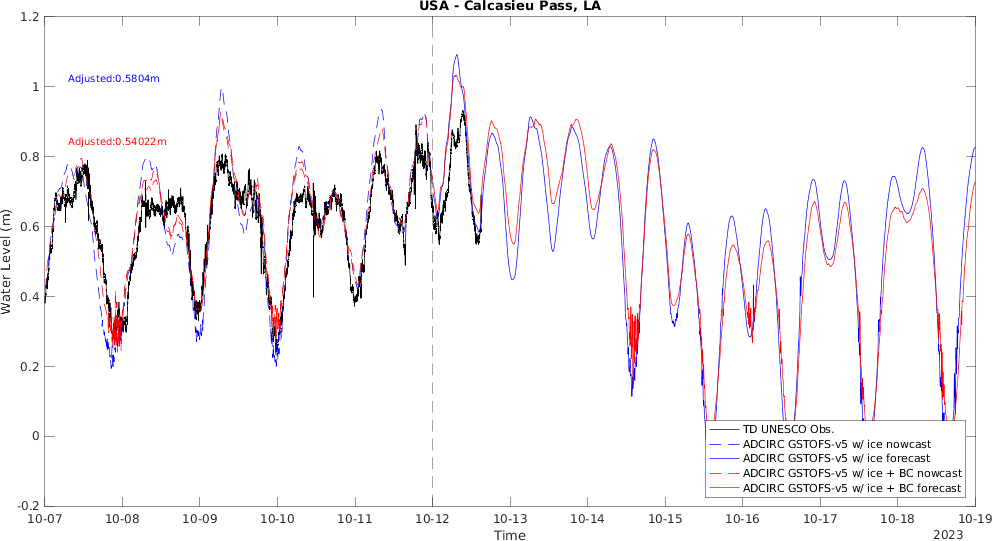 USA - Calcasieu Pass, LA
1.2
1
0.8
0.6
0.4
0.2
0
-0.2
Water Level (m)
Adjusted:0.5804m
Adjusted:0.54022m
TD UNESCO Obs.
ADCIRC GSTOFS-v5 w/ ice nowcast
ADCIRC GSTOFS-v5 w/ ice forecast
ADCIRC GSTOFS-v5 w/ ice + BC nowcast
ADCIRC GSTOFS-v5 w/ ice + BC forecast
10-07 10-08 10-09 10-10 10-11 10-12 10-13 10-14 10-15 10-16 10-17 10-18 10-19
Time
2023